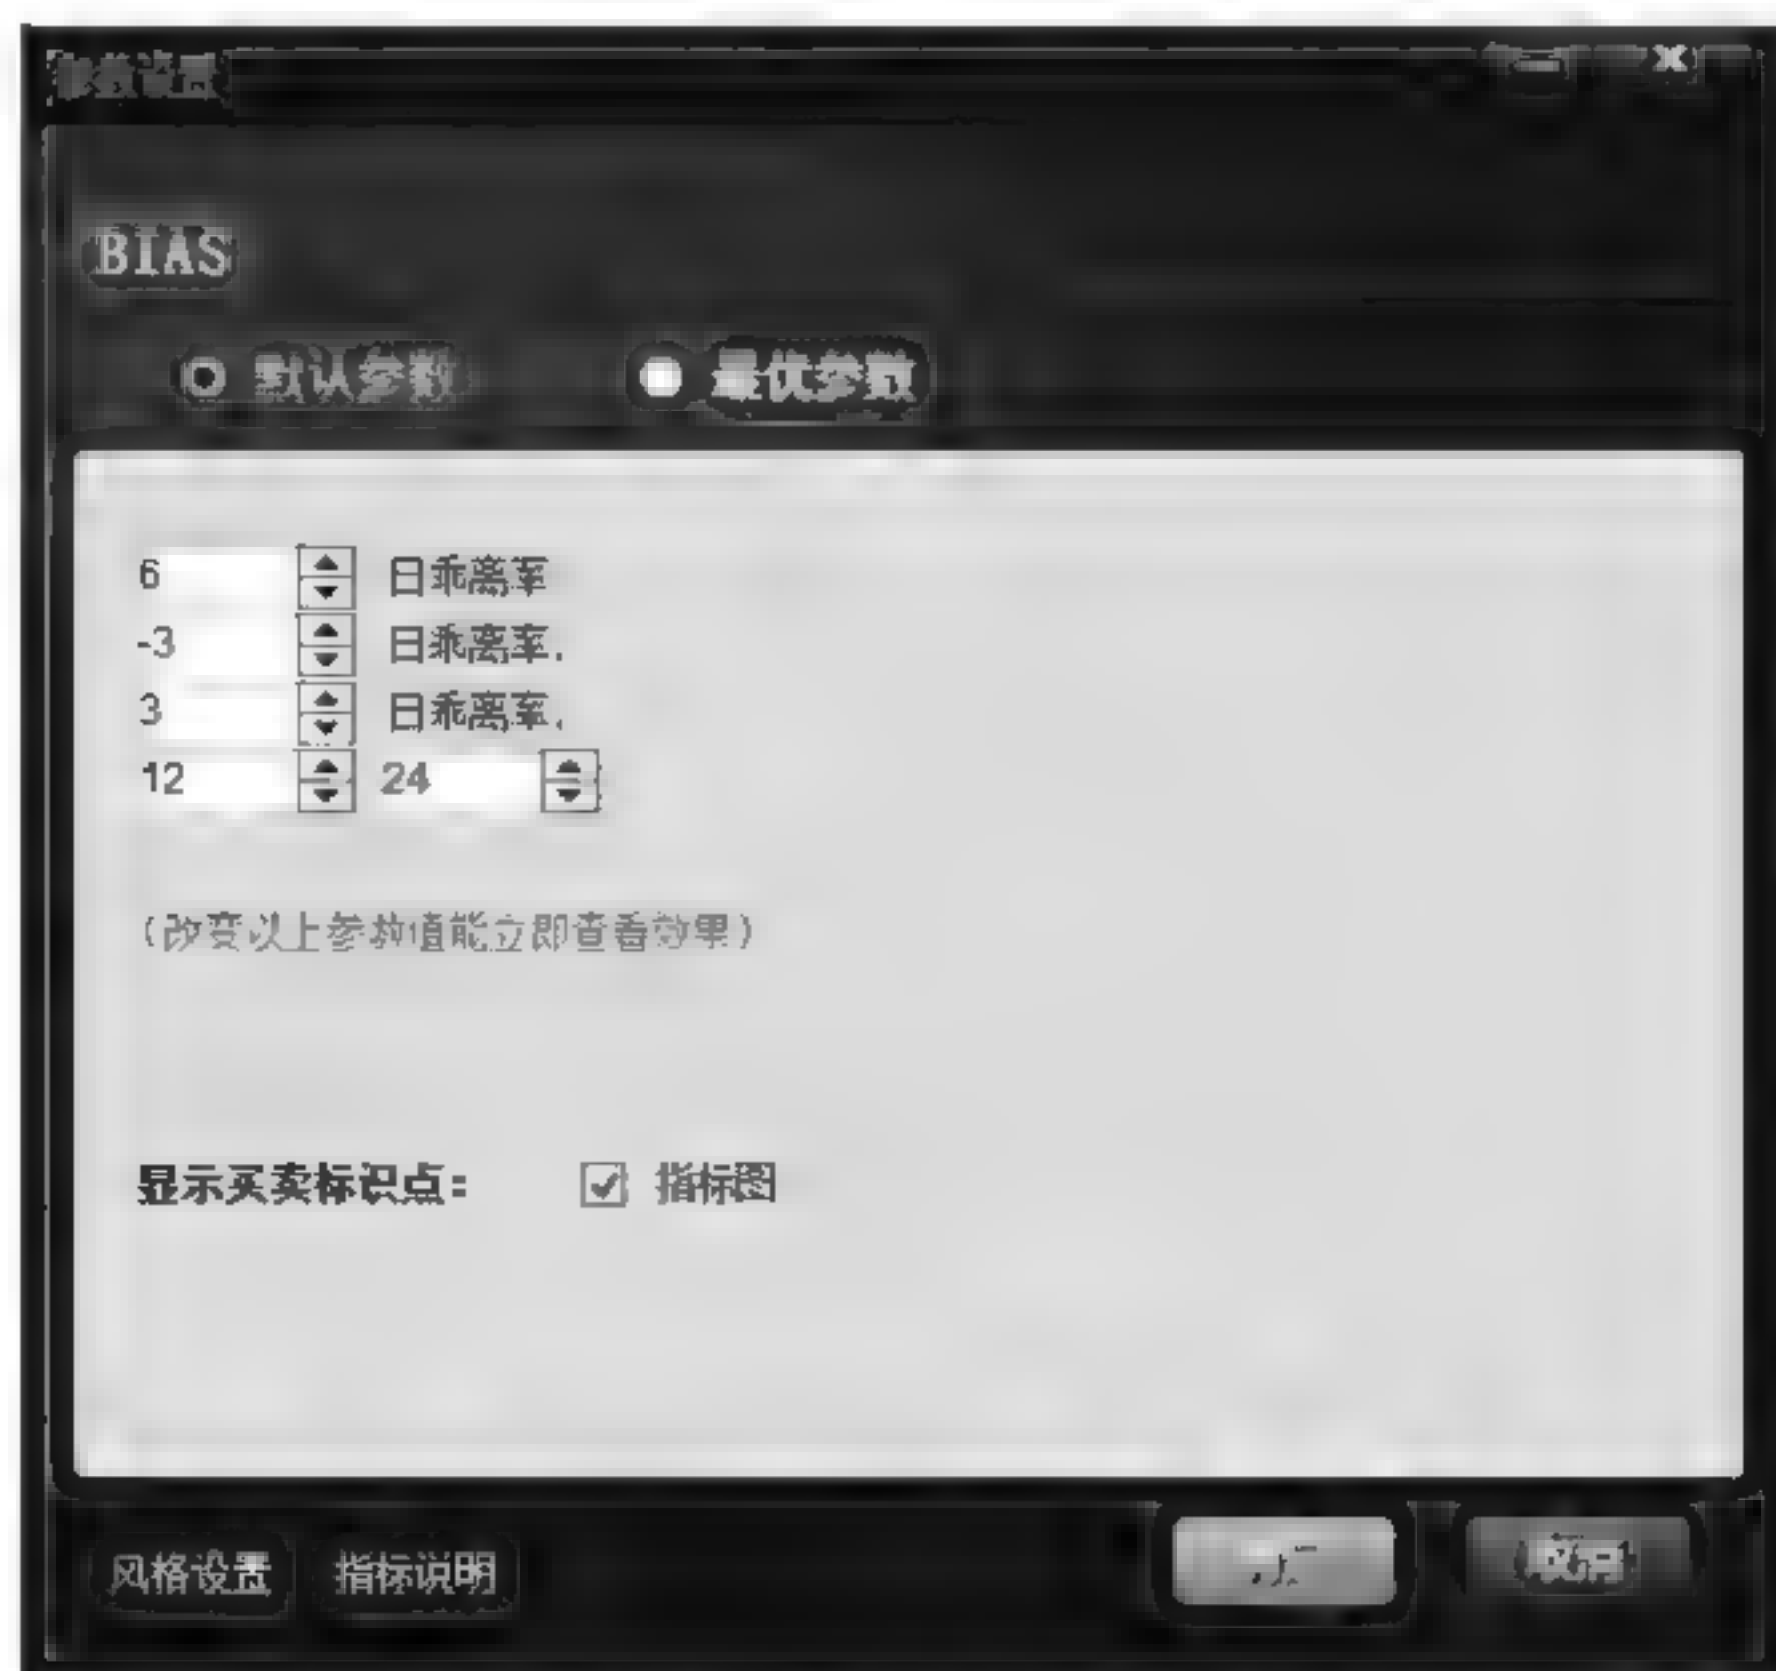 参数设置
BIAS
默认参数 最优参数
6 日乖离率
-3 日乖离率.
3 日乖离率.
12 24
(改变以上参数值能立即查看效果)
显示买卖标识点: 指标图
风格设置 指标说明 取消